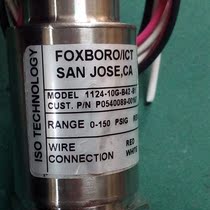 ISO TECHNOLOGY
FOXBORO/ICT
SAN JOSE, CA
MODEL 1124-10G-B42-B
CUST. P/N P0540089-0016
RANGE 0-150 PSIG
WIRE RED
CONNECTION WHITE